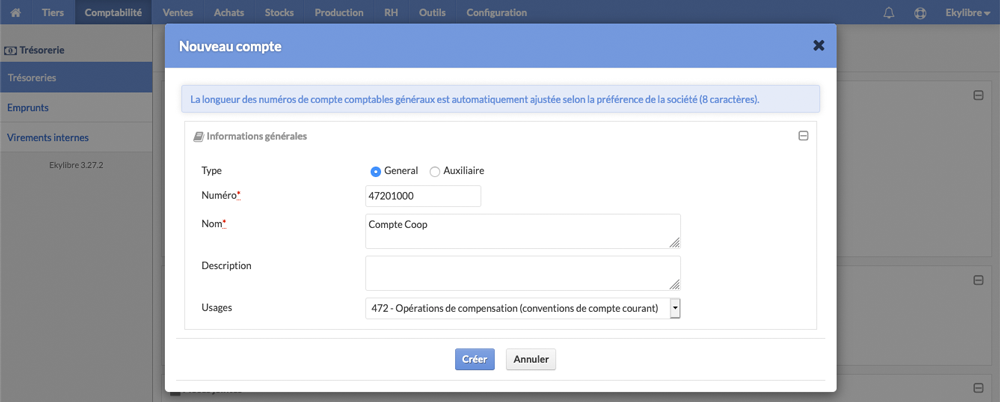 Tiers Comptabilité Ventes Achats Stocks Production RH Outils Configuration Ekylibre
Trésorerie
Trésoreries
Emprunts
Virements internes
Ekylibre 3.27.2
Nouveau compte
La longueur des numéros de compte comptables généraux est automatiquement ajustée selon la préférence de la société (8 caractères).
Informations générales
Type General Auxiliaire
Numéro* 47201000
Nom* Compte Coop
Description
Usages 472 - Opérations de compensation (conventions de compte courant)
Créer Annuler